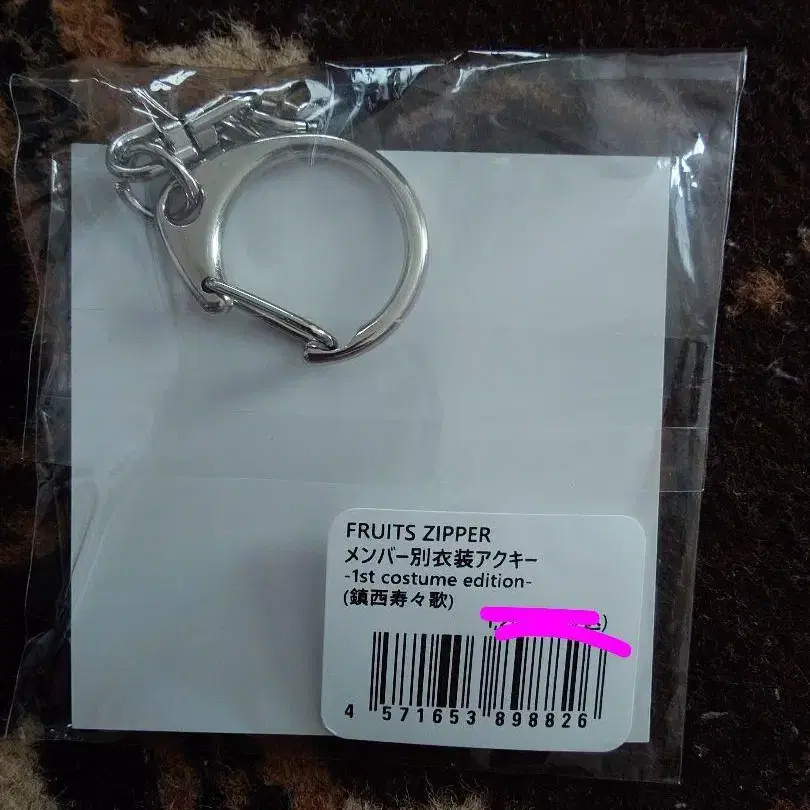 FRUITS ZIPPER
メンバー別衣装アクキー
-1st costume edition-
(鎮西寿々歌)
4 571653 898826